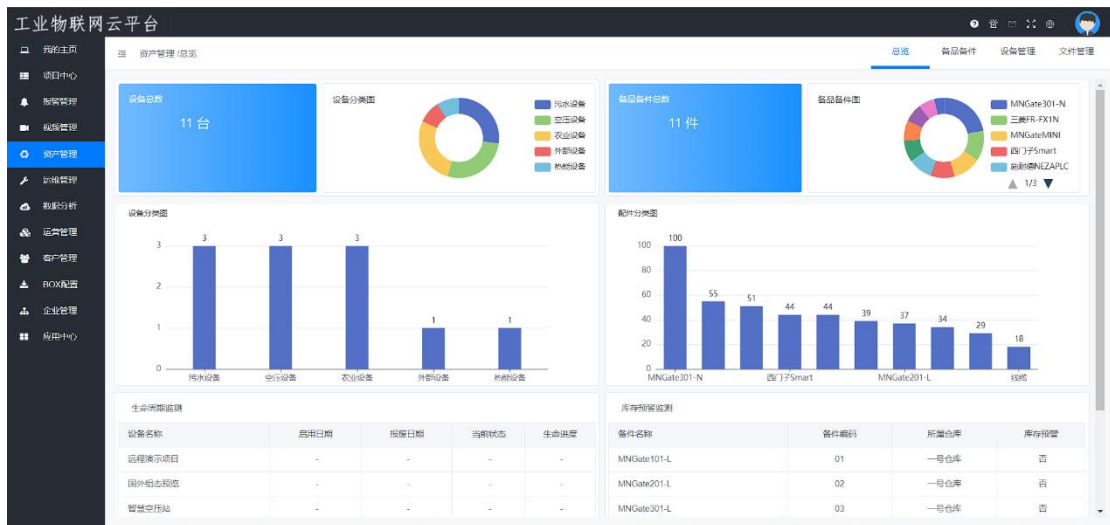 工业物联网云平台
我的主页
项目中心
报警管理
视频管理
资产管理
运维管理
数据分析
运营管理
客户管理
BOX配置
企业管理
应用中心
资产管理 /总览
总览 备品备件 设备管理 文件管理
设备总数
11 台
设备分类图
污水设备
空压设备
农业设备
外部设备
热能设备
备品备件总数
11 件
备品备件图
MNGate301-N
三菱FR-FX1N
MNGateMINI
西门子Smart
施耐德NEZAPLC
1/3
设备分类图
3
2
1
0
3 3 3 1 1
污水设备 空压设备 农业设备 外部设备 热能设备
配件分类图
100
80
60
40
20
0
100 55 51 44 44 39 37 34 29 18
MNGate301-N 西门子Smart MNGate201-L 线缆
生命周期监测
设备名称 启用日期 报废日期 当前状态 生命进度
远程演示项目 - - - -
国外组态预览 - - - -
智慧空压站 - - - -
库存预警监测
备件名称 备件编码 所属仓库 库存预警
MNGate101-L 01 一号仓库 否
MNGate201-L 02 一号仓库 否
MNGate301-L 03 一号仓库 否